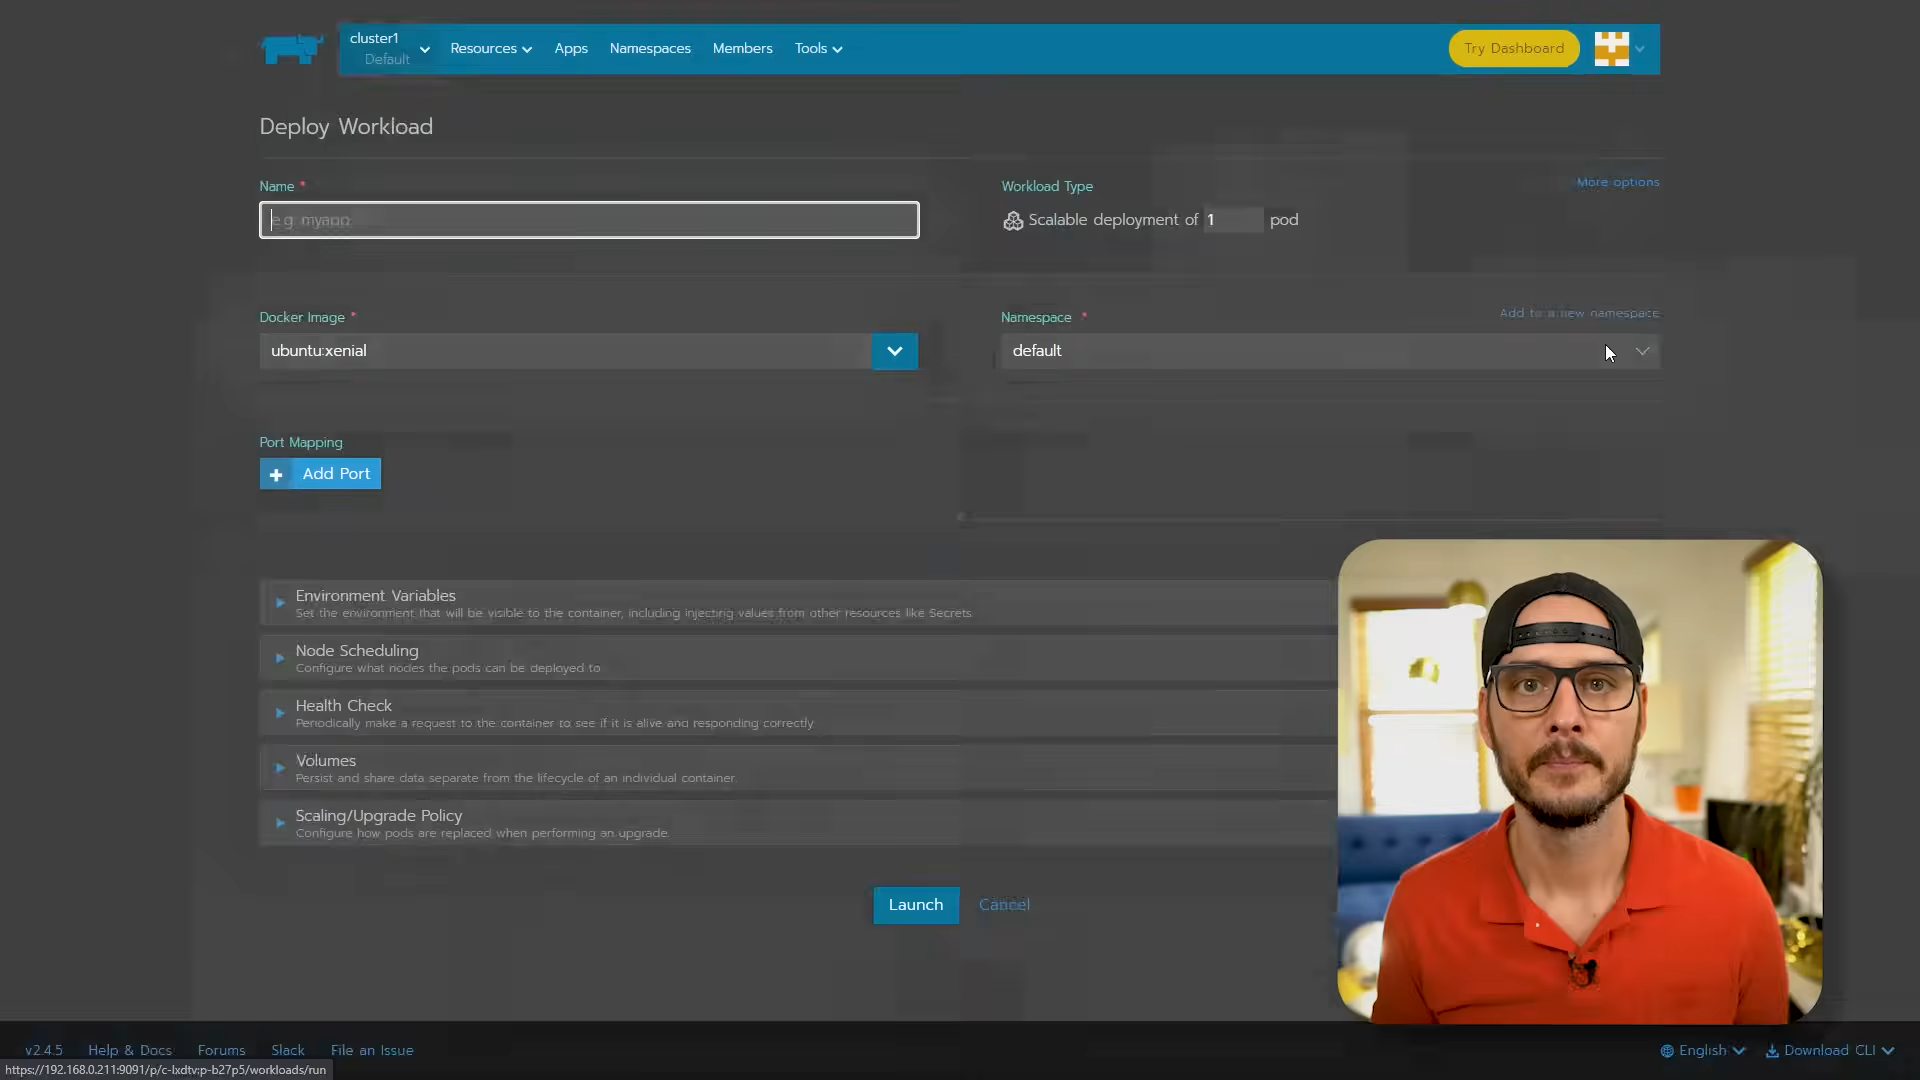 cluster1
Default
Resources
Apps
Namespaces
Members
Tools
Try Dashboard
Deploy Workload
Name *
e.g. myapp
Workload Type
More options
Scalable deployment of 1 pod
Docker Image *
ubuntu:xenial
Namespace *
Add to a new namespace
default
Port Mapping
+ Add Port
Environment Variables
Set the environment that will be visible to the container, including injecting values from other resources like Secrets.
Node Scheduling
Configure what nodes the pods can be deployed to
Health Check
Periodically make a request to the container to see if it is alive and responding correctly
Volumes
Persist and share data separate from the lifecycle of an individual container.
Scaling/Upgrade Policy
Configure how pods are replaced when performing an upgrade.
Launch
Cancel
v2.4.5
Help & Docs
Forums
Slack
File an Issue
English
Download CLI
https://192.168.0.211:9091/p/c-lxdtv:p-b27p5/workloads/run